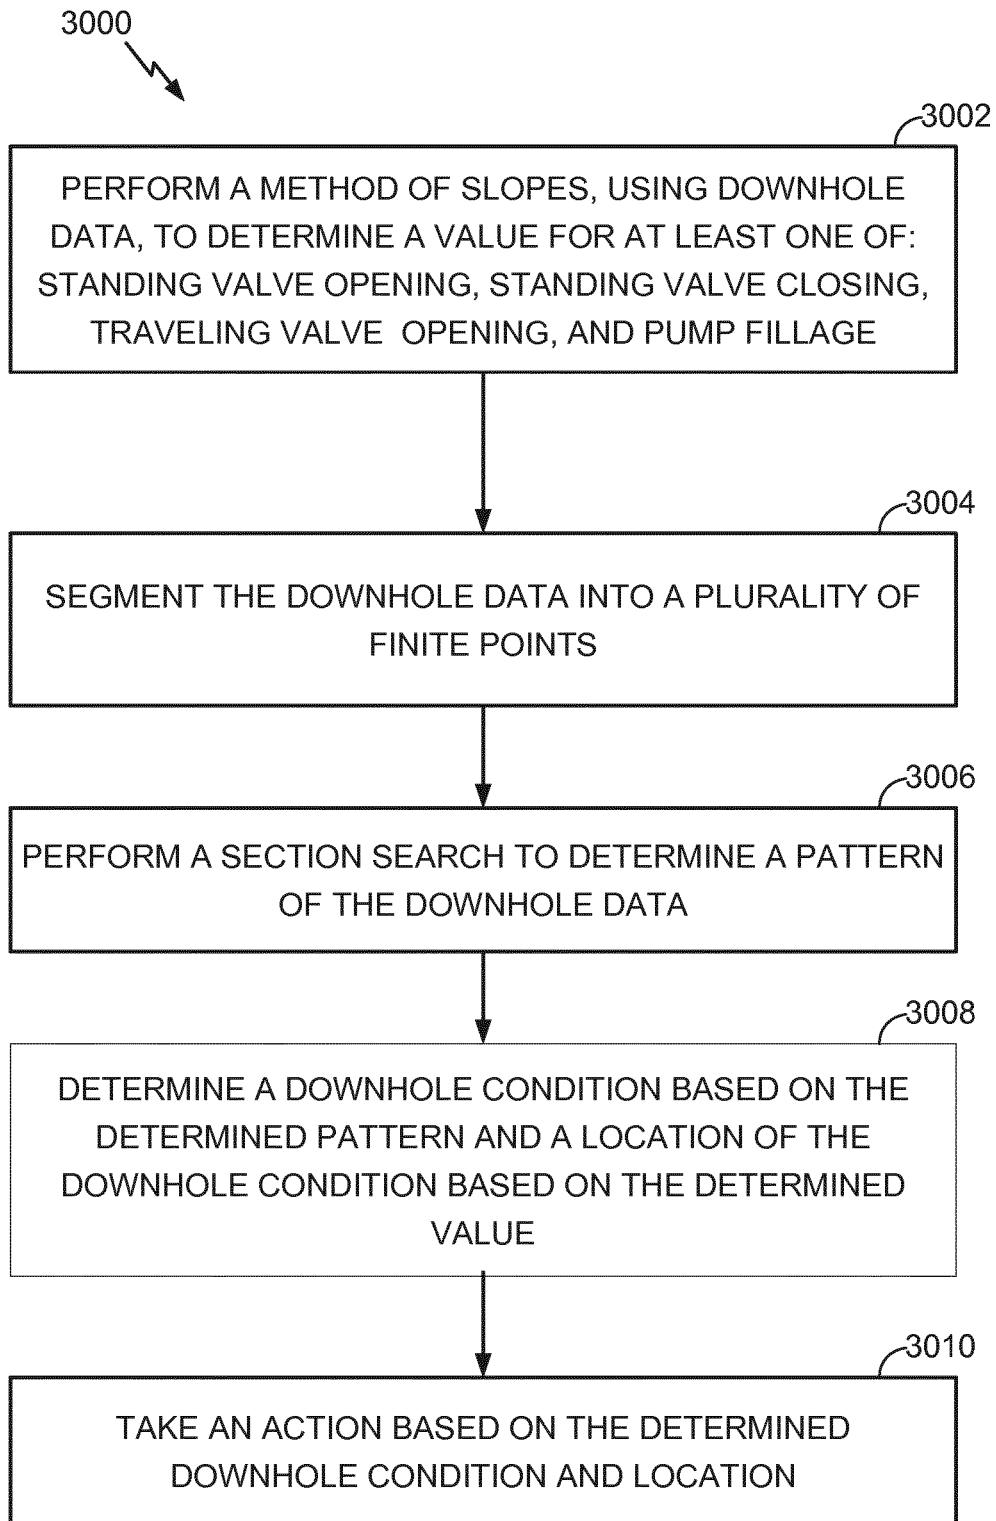 3000
3002
PERFORM A METHOD OF SLOPES, USING DOWNHOLE
DATA, TO DETERMINE A VALUE FOR AT LEAST ONE OF:
STANDING VALVE OPENING, STANDING VALVE CLOSING,
TRAVELING VALVE OPENING, AND PUMP FILLAGE
3004
SEGMENT THE DOWNHOLE DATA INTO A PLURALITY OF
FINITE POINTS
3006
PERFORM A SECTION SEARCH TO DETERMINE A PATTERN
OF THE DOWNHOLE DATA
3008
DETERMINE A DOWNHOLE CONDITION BASED ON THE
DETERMINED PATTERN AND A LOCATION OF THE
DOWNHOLE CONDITION BASED ON THE DETERMINED
VALUE
3010
TAKE AN ACTION BASED ON THE DETERMINED
DOWNHOLE CONDITION AND LOCATION